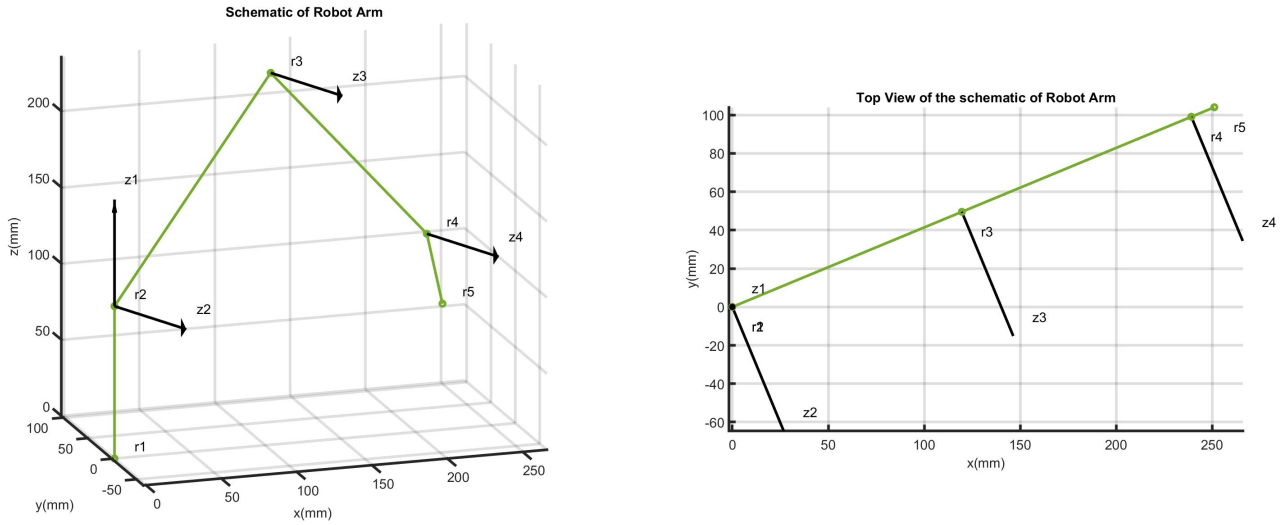 Schematic of Robot Arm
r3
z3
200
150
z1
z(mm)
r4
z4
100
r2
z2
r5
50
0
100
r1
50
0
-50
y(mm)
0
50
100
150
200
250
x(mm)
Top View of the schematic of Robot Arm
100
r5
r4
80
60
40
r3
z4
20
z1
y(mm)
0
z3
-20
-40
z2
-60
0
50
100
150
200
250
x(mm)